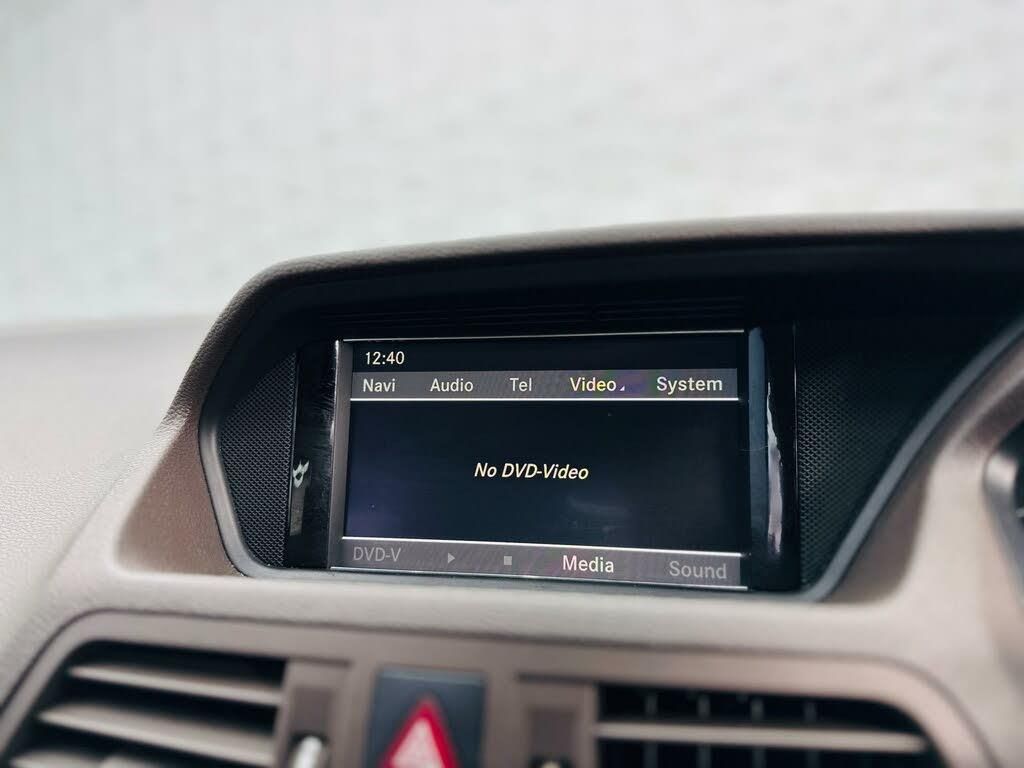 12:40
Navi Audio Tel Video System
No DVD-Video
DVD-V Media Sound